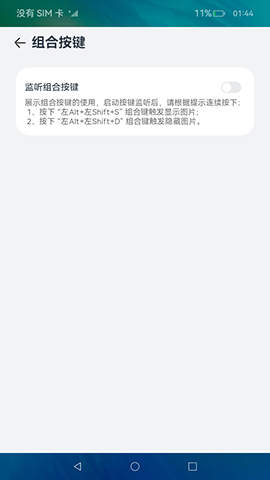 没有 SIM 卡 11% 01:44
组合按键
监听组合按键
展示组合按键的使用，启动按键监听后，请根据提示连续按下：
1、按下 “左Alt+左Shift+S” 组合键触发显示图片；
2、按下 “左Alt+左Shift+D” 组合键触发隐藏图片。